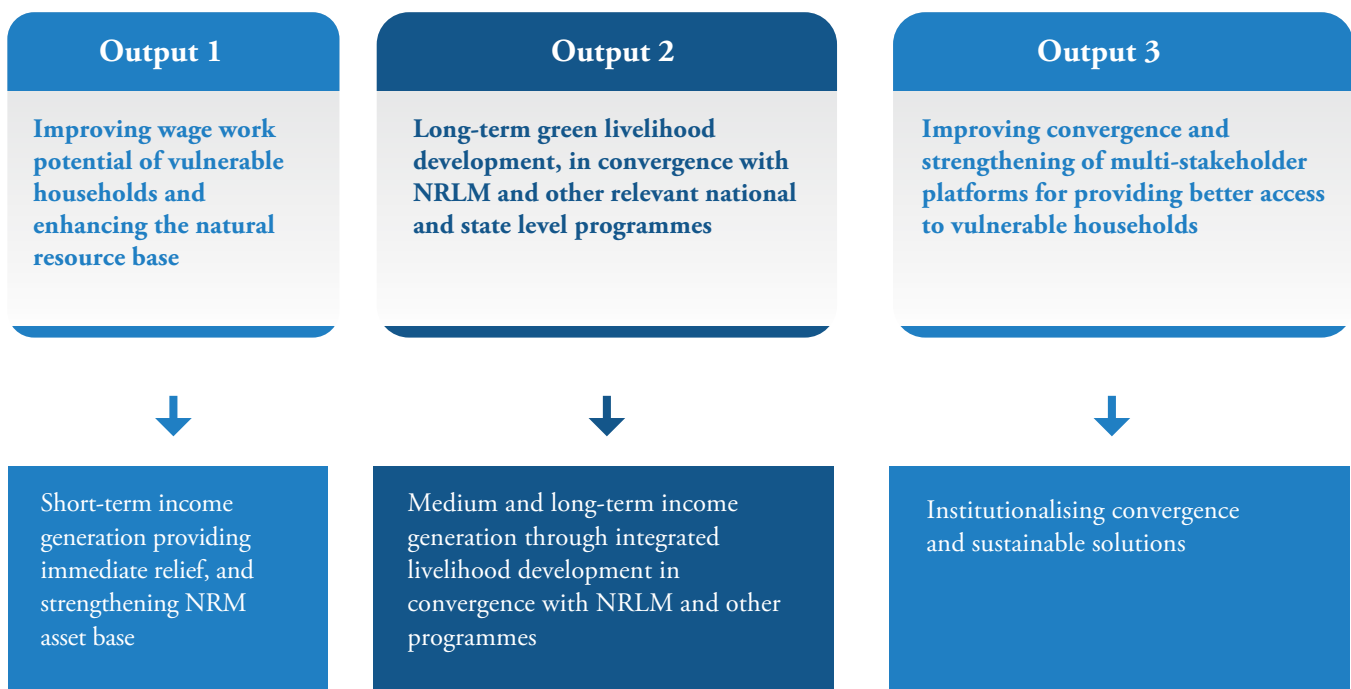 Output 1
Improving wage work
potential of vulnerable
households and
enhancing the natural
resource base
Short-term income
generation providing
immediate relief, and
strengthening NRM
asset base
Output 2
Long-term green livelihood
development, in convergence with
NRLM and other relevant national
and state level programmes
Medium and long-term income
generation through integrated
livelihood development in
convergence with NRLM and other
programmes
Output 3
Improving convergence and
strengthening of multi-stakeholder
platforms for providing better access
to vulnerable households
Institutionalising convergence
and sustainable solutions